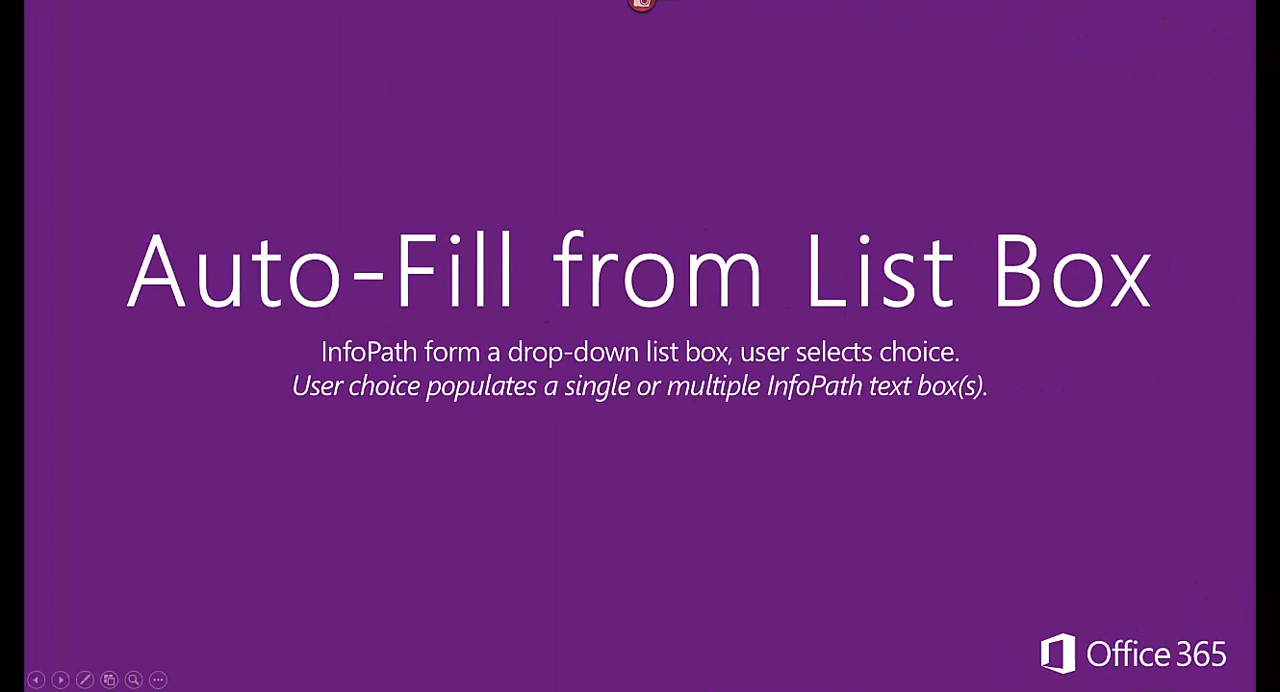 Auto-Fill from List Box
InfoPath form a drop-down list box, user selects choice.
User choice populates a single or multiple InfoPath text box(s).
Office 365